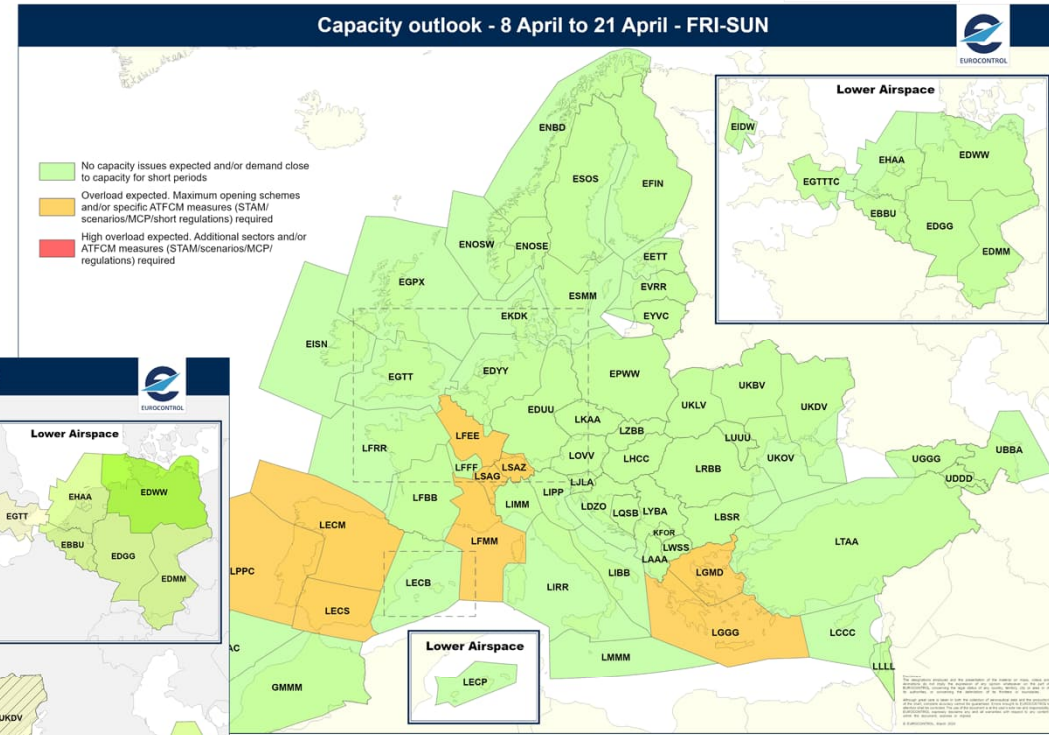 Capacity outlook - 8 April to 21 April - FRI-SUN
EUROCONTROL
No capacity issues expected and/or demand close
to capacity for short periods
Overload expected. Maximum opening schemes
and/or specific ATFCM measures (STAM/
scenarios/MCP/short regulations) required
High overload expected. Additional sectors and/or
ATFCM measures (STAM/scenarios/MCP/
regulations) required
Lower Airspace
EIDW
EHAA
EDWW
EGTTTC
EBBU
EDGG
EDMM
ENBD
ESOS
EFIN
ENOSW
ENOSE
EETT
EGPX
EVRR
ESMM
EKDK
EYVC
EISN
EGTT
EDYY
EPWW
UKBV
EDUU
UKLV
UKDV
LKAA
LFEE
LZBB
LUUU
LFRR
LOVV
LHCC
UKOV
UGGG
UBBA
LFFF
LSAZ
LSAG
LRBB
UDDD
LFBB
LJLA
LIPP
LIMM
LDZO
LQSB
LYBA
LBSR
LECM
KFOR
LFMM
LWSS
LTAA
LAAA
LPPC
LGMD
LECB
LIRR
LIBB
LECS
LGGG
LCCC
LMMM
LLLL
AC
GMMM
Lower Airspace
LECP
EUROCONTROL
Lower Airspace
EHAA
EDWW
EGTT
EBBU
EDGG
EDMM
UKDV